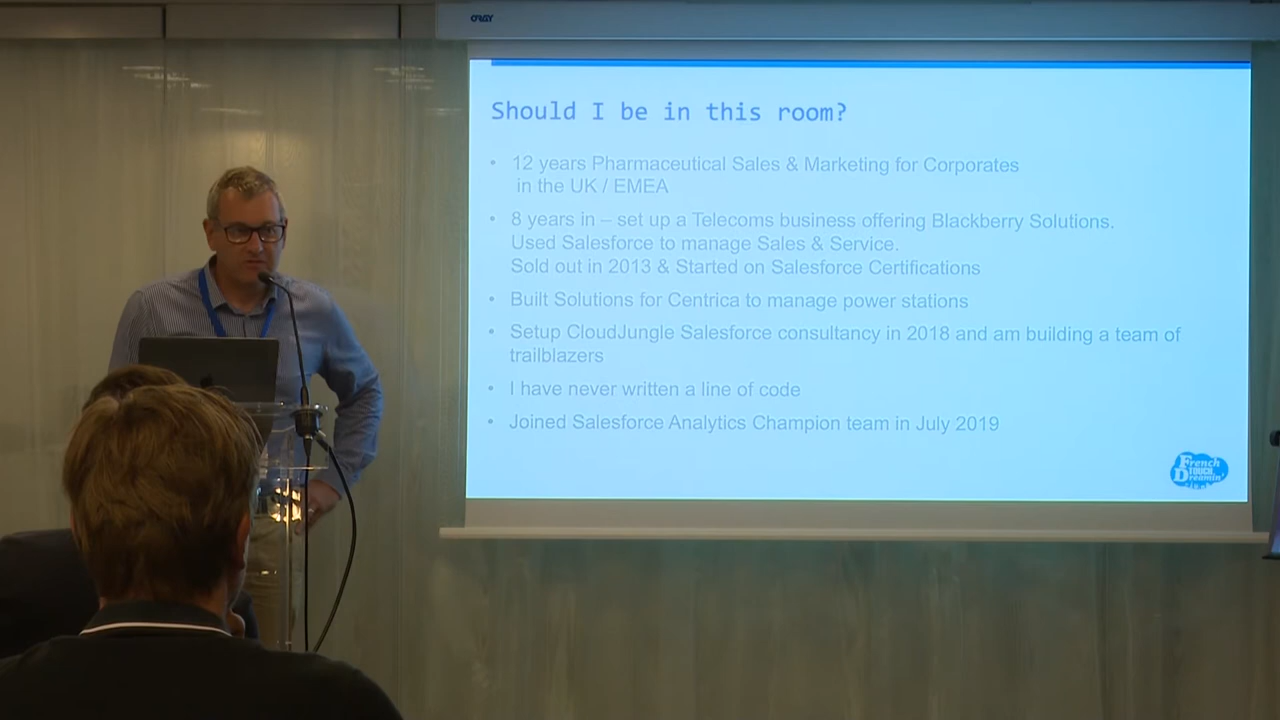 ORAY
Should I be in this room?
• 12 years Pharmaceutical Sales & Marketing for Corporates
in the UK / EMEA
• 8 years in – set up a Telecoms business offering Blackberry Solutions.
Used Salesforce to manage Sales & Service.
Sold out in 2013 & Started on Salesforce Certifications
• Built Solutions for Centrica to manage power stations
• Setup CloudJungle Salesforce consultancy in 2018 and am building a team of
trailblazers
• I have never written a line of code
• Joined Salesforce Analytics Champion team in July 2019
French
TOUCH
Dreamin'